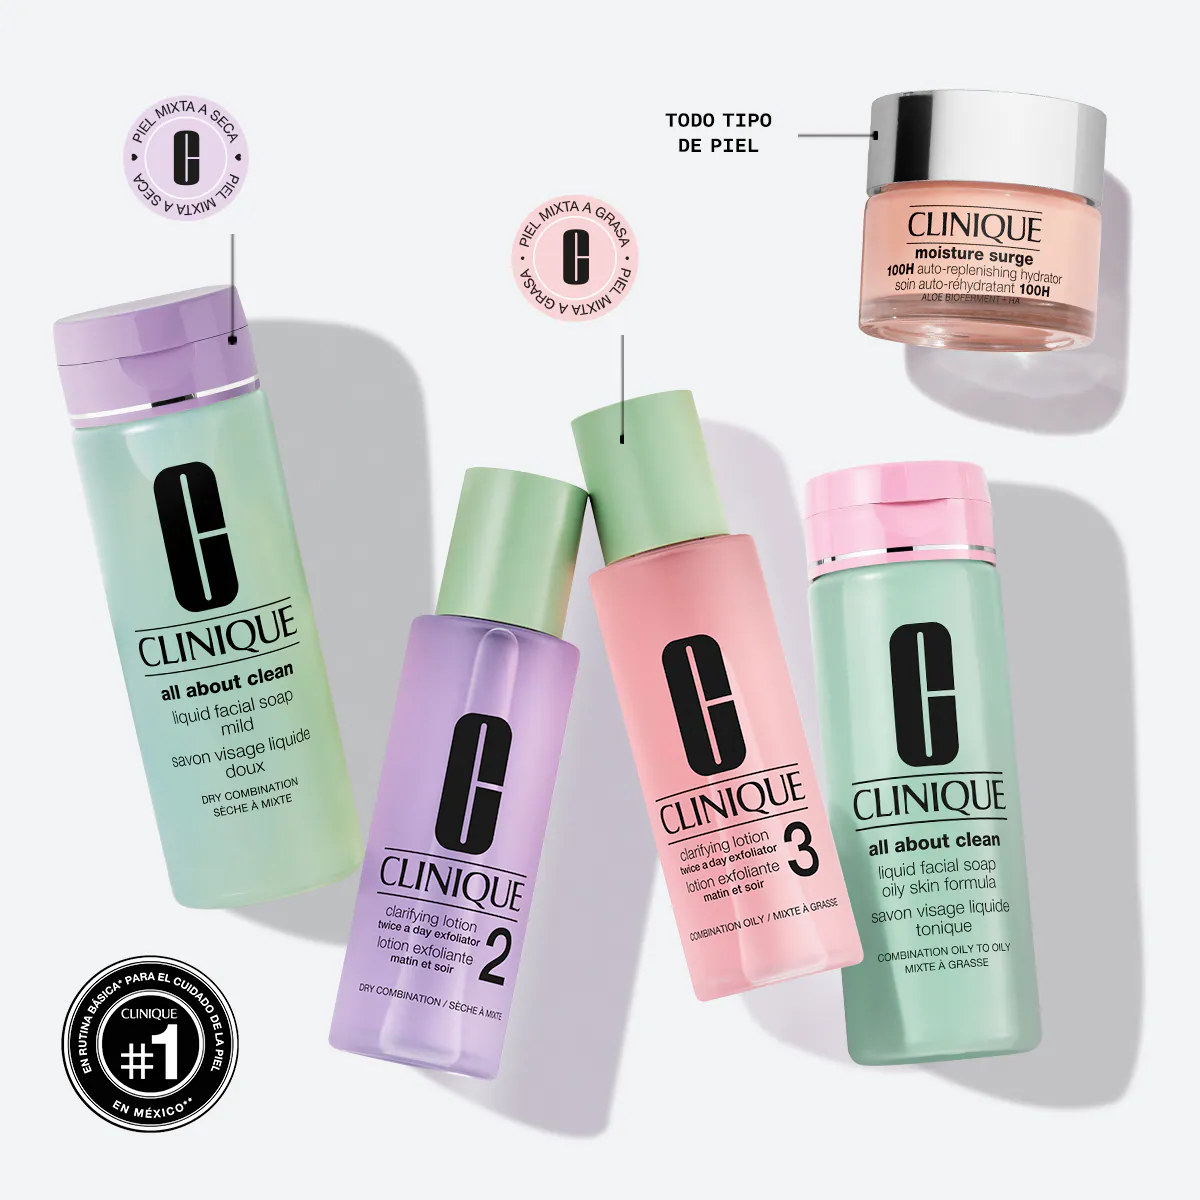 PIEL MIXTA A SECA
PIEL MIXTA A SECA
TODO TIPO
DE PIEL
CLINIQUE
moisture surge
100H auto-replenishing hydrator
soin auto-réhydratant 100H
ALOE BIOFERMENT + HA
PIEL MIXTA A GRASA
PIEL MIXTA A GRASA
CLINIQUE
all about clean
liquid facial soap
mild
savon visage liquide
doux
DRY COMBINATION
SÈCHE À MIXTE
CLINIQUE
clarifying lotion
twice a day exfoliator
lotion exfoliante
matin et soir
2
DRY COMBINATION / SÈCHE À MIXTE
CLINIQUE
clarifying lotion
twice a day exfoliator
lotion exfoliante
matin et soir
3
COMBINATION OILY / MIXTE À GRASSE
CLINIQUE
all about clean
liquid facial soap
oily skin formula
savon visage liquide
tonique
COMBINATION OILY TO OILY
MIXTE À GRASSE
EN RUTINA BÁSICA* PARA EL CUIDADO DE LA PIEL
CLINIQUE
#1
EN MÉXICO**